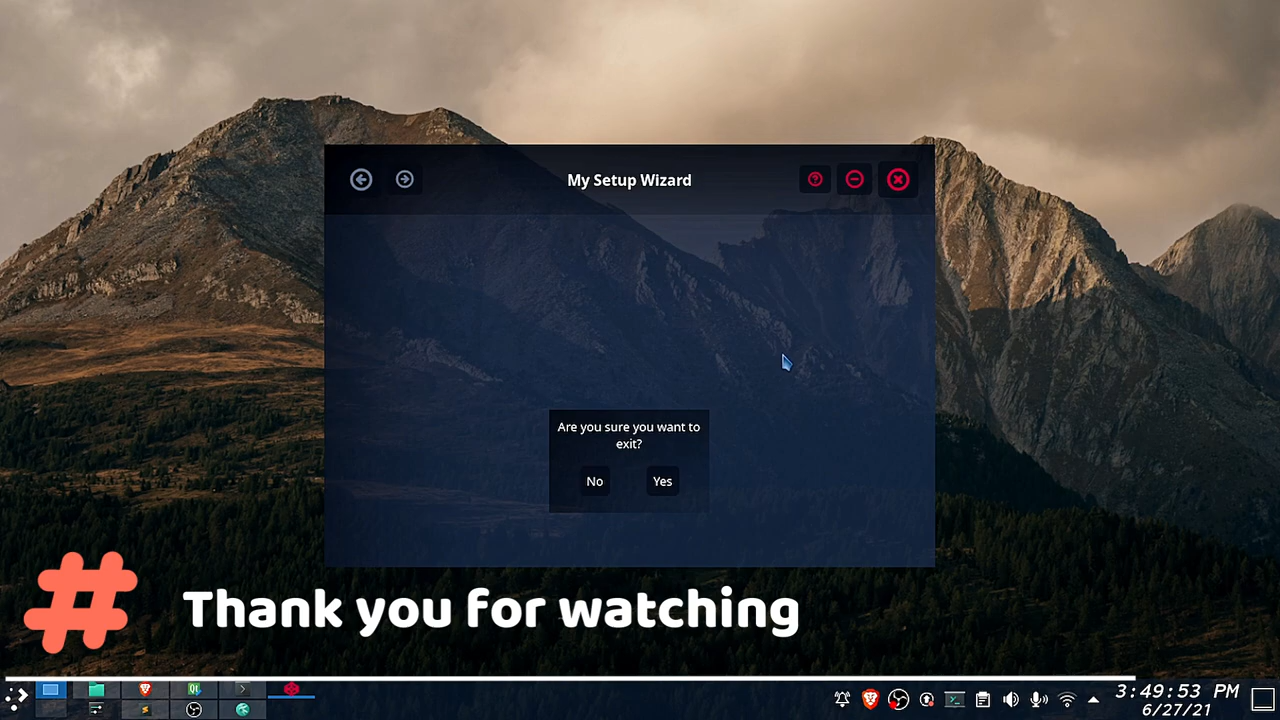 My Setup Wizard
Are you sure you want to
exit?
No
Yes
# Thank you for watching
3:49:53 PM
6/27/21